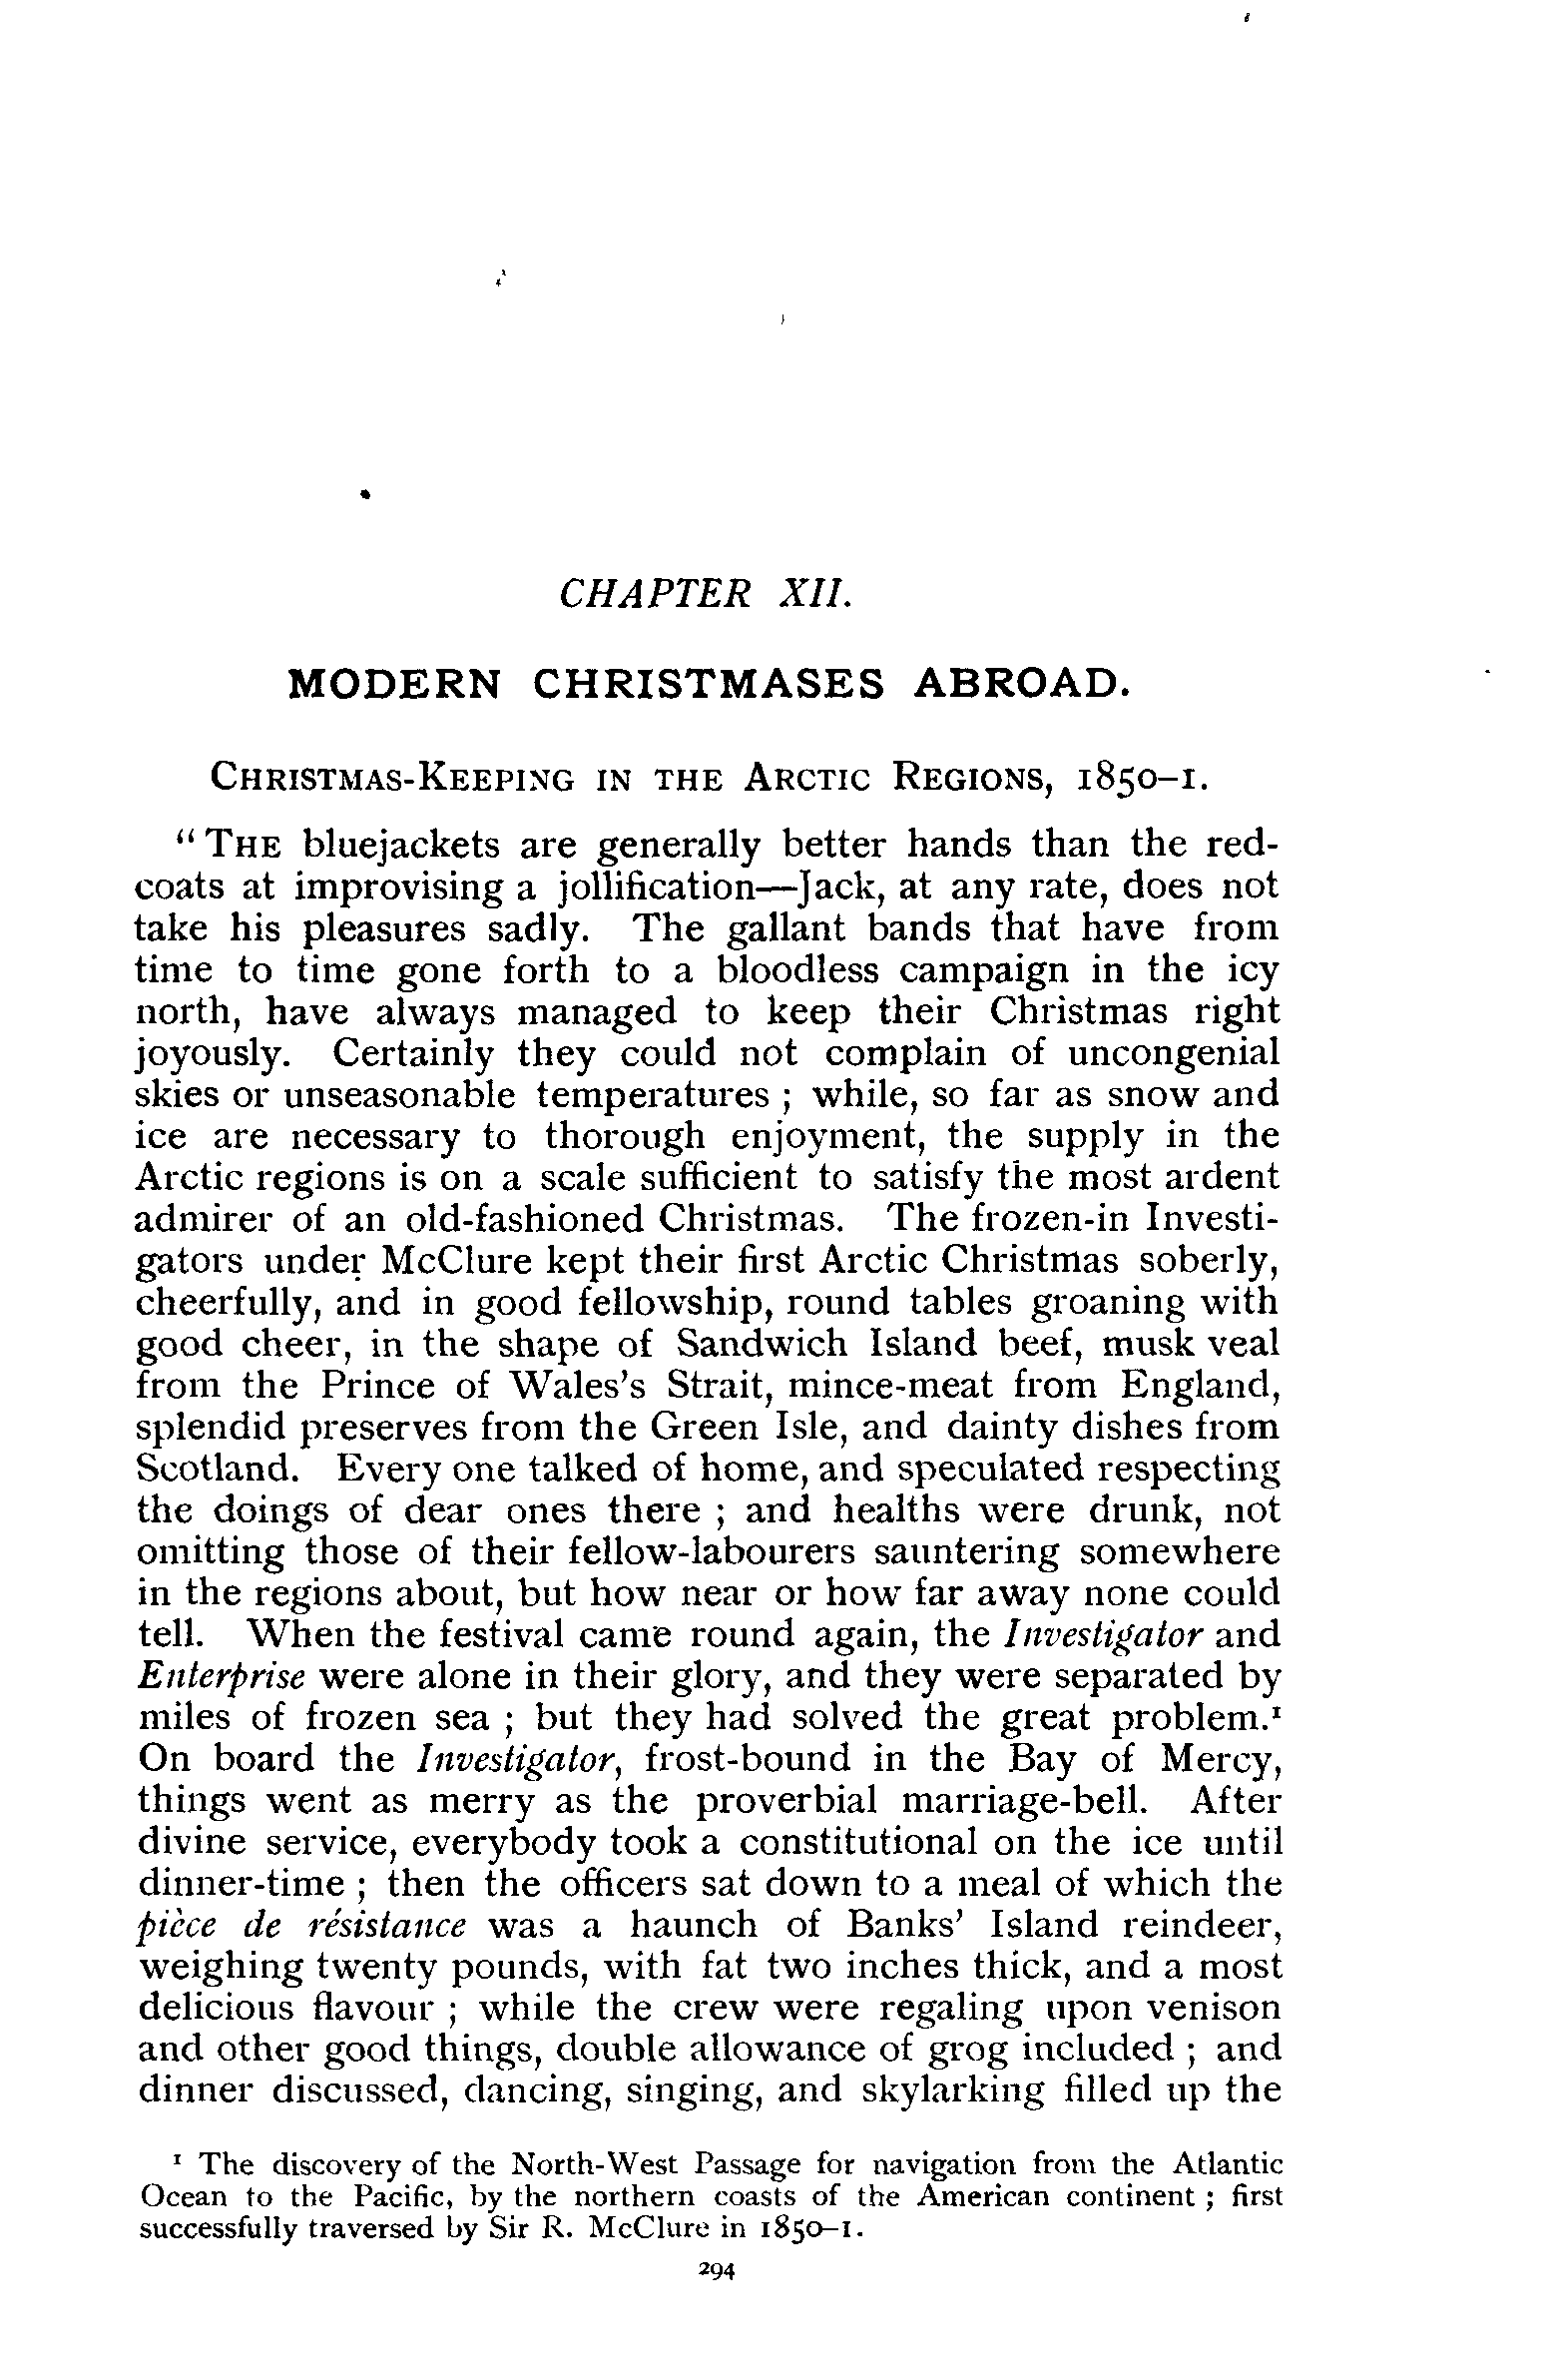 CHAPTER XII.
MODERN CHRISTMASES ABROAD.
CHRISTMAS-KEEPING IN THE ARCTIC REGIONS, 1850-1.
"THE bluejackets are generally better hands than the red-
coats at improvising a jollification—Jack, at any rate, does not
take his pleasures sadly. The gallant bands that have from
time to time gone forth to a bloodless campaign in the icy
north, have always managed to keep their Christmas right
joyously. Certainly they could not complain of uncongenial
skies or unseasonable temperatures ; while, so far as snow and
ice are necessary to thorough enjoyment, the supply in the
Arctic regions is on a scale sufficient to satisfy the most ardent
admirer of an old-fashioned Christmas. The frozen-in Investi-
gators under McClure kept their first Arctic Christmas soberly,
cheerfully, and in good fellowship, round tables groaning with
good cheer, in the shape of Sandwich Island beef, musk veal
from the Prince of Wales's Strait, mince-meat from England,
splendid preserves from the Green Isle, and dainty dishes from
Scotland. Every one talked of home, and speculated respecting
the doings of dear ones there ; and healths were drunk, not
omitting those of their fellow-labourers sauntering somewhere
in the regions about, but how near or how far away none could
tell. When the festival came round again, the Investigator and
Enterprise were alone in their glory, and they were separated by
miles of frozen sea ; but they had solved the great problem.¹
On board the Investigator, frost-bound in the Bay of Mercy,
things went as merry as the proverbial marriage-bell. After
divine service, everybody took a constitutional on the ice until
dinner-time ; then the officers sat down to a meal of which the
pièce de résistance was a haunch of Banks' Island reindeer,
weighing twenty pounds, with fat two inches thick, and a most
delicious flavour ; while the crew were regaling upon venison
and other good things, double allowance of grog included ; and
dinner discussed, dancing, singing, and skylarking filled up the
¹ The discovery of the North-West Passage for navigation from the Atlantic
Ocean to the Pacific, by the northern coasts of the American continent ; first
successfully traversed by Sir R. McClure in 1850-1.
294